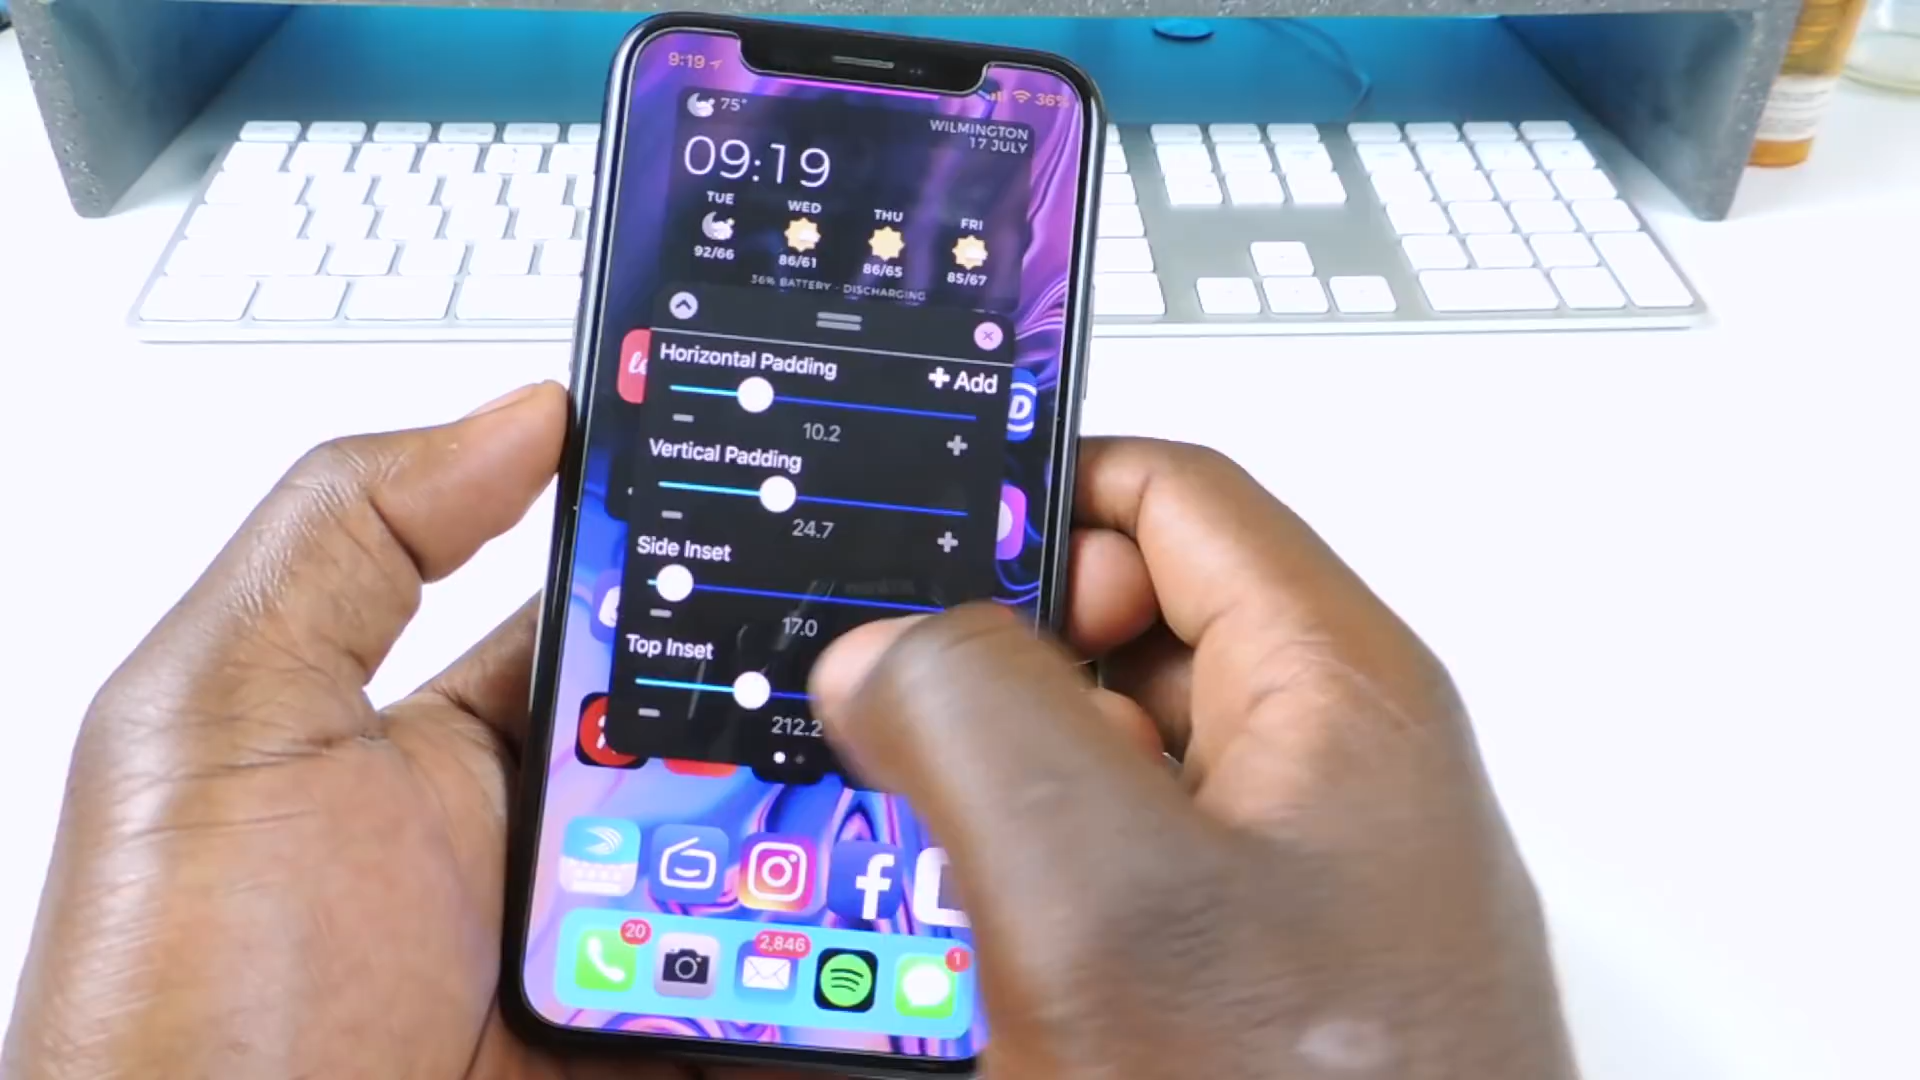 9:19
36%
75°
WILMINGTON
17 JULY
09:19
TUE WED THU FRI
92/66 86/61 86/65 85/67
36% BATTERY - DISCHARGING
Horizontal Padding
+ Add
10.2
Vertical Padding
24.7
Side Inset
17.0
Top Inset
212.2
20
2,846
1